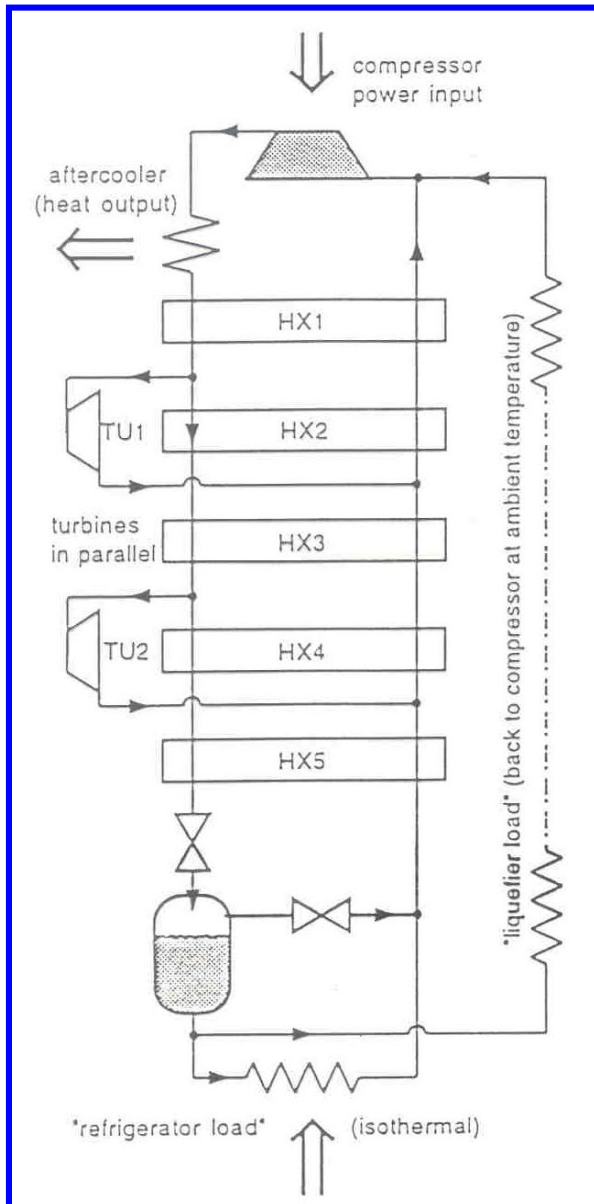 compressor
power input
aftercooler
(heat output)
HX1
TU1
HX2
turbines
in parallel
HX3
TU2
HX4
HX5
"liquefier load" (back to compressor at ambient temperature)
"refrigerator load"
(isothermal)